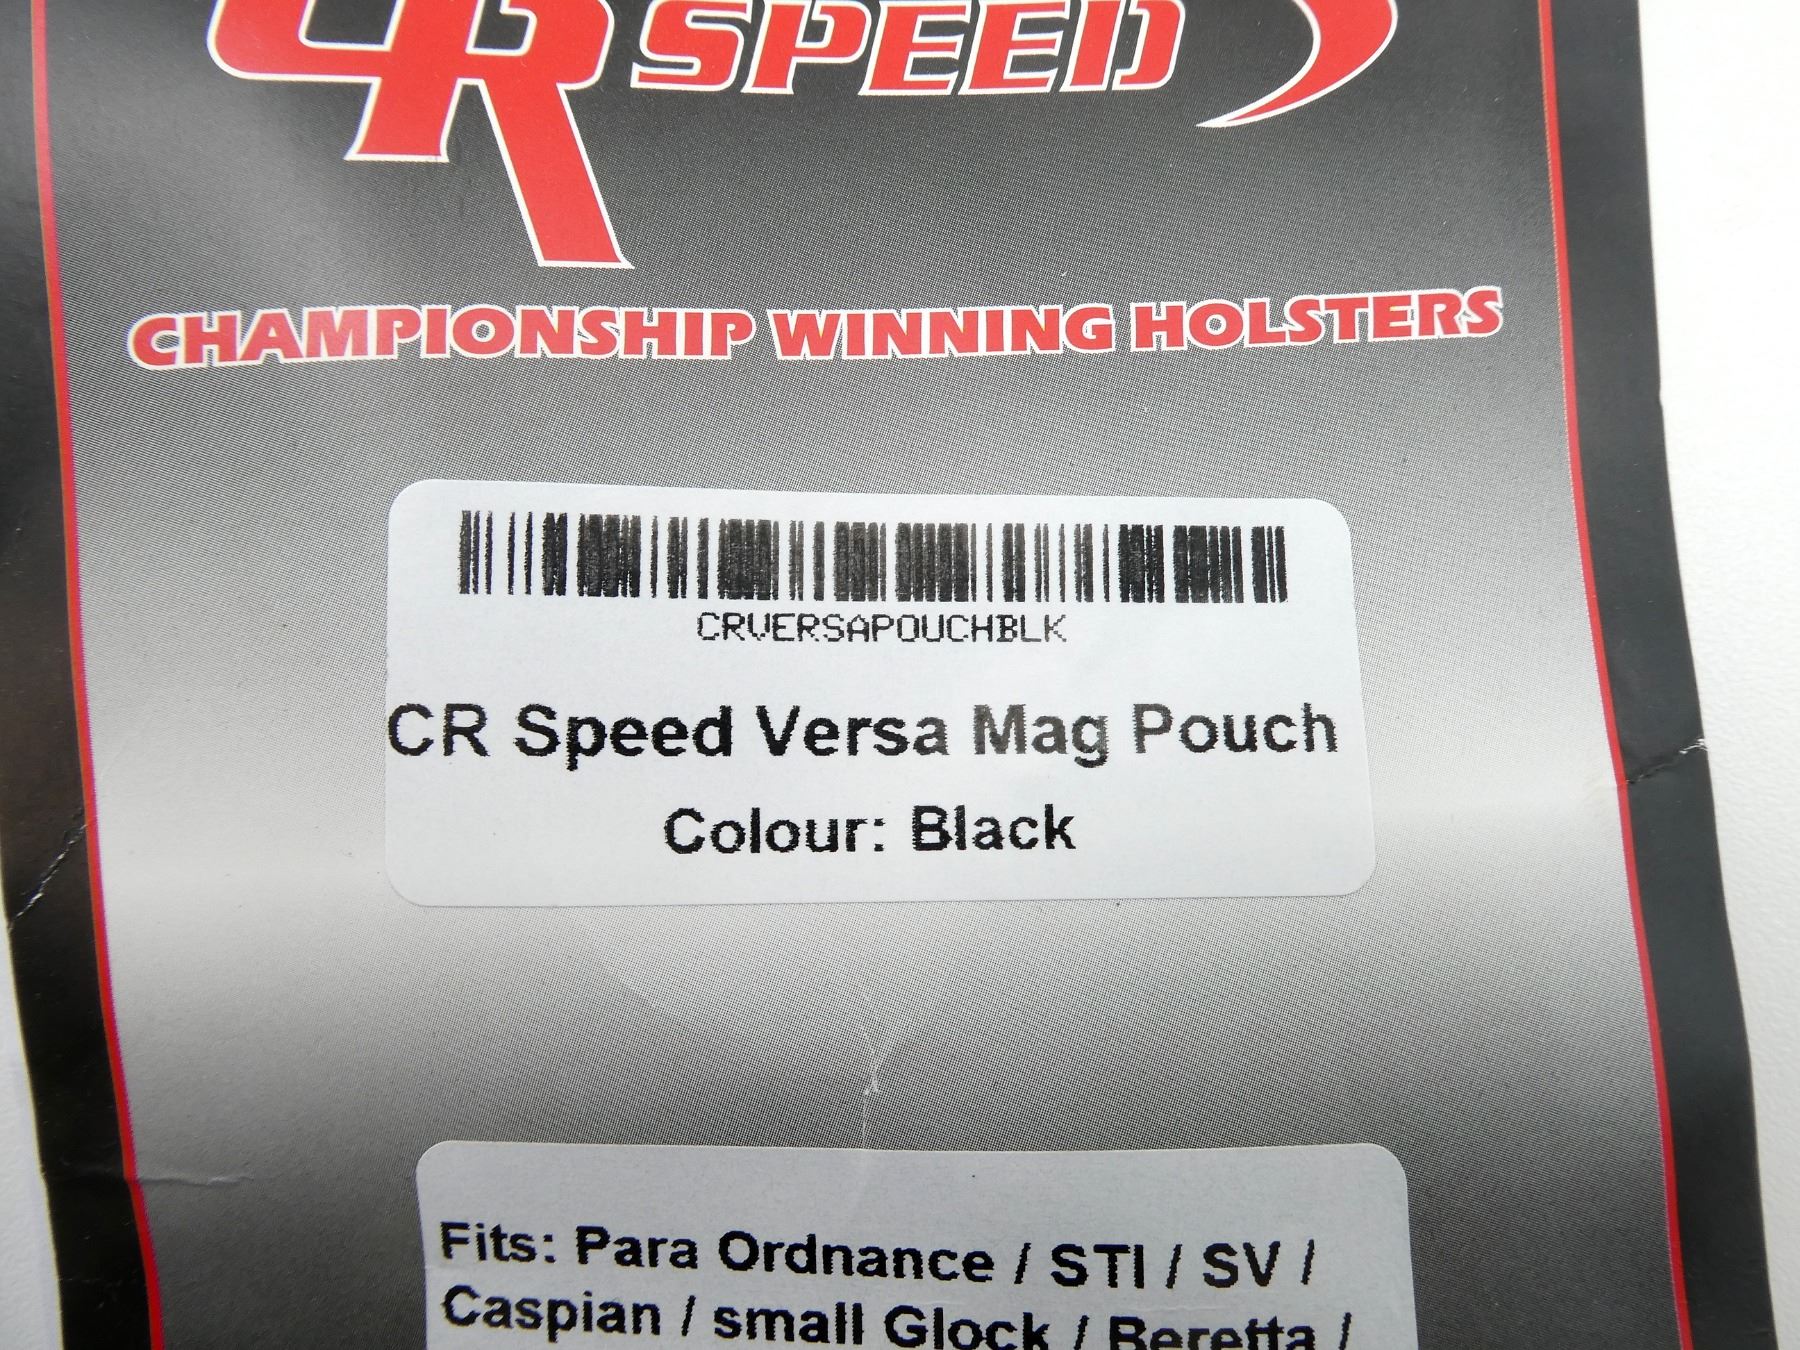 CR SPEED
CHAMPIONSHIP WINNING HOLSTERS
CRVERSAPOUCHBLK
CR Speed Versa Mag Pouch
Colour: Black
Fits: Para Ordnance / STI / SV /
Caspian / small Glock / Beretta /